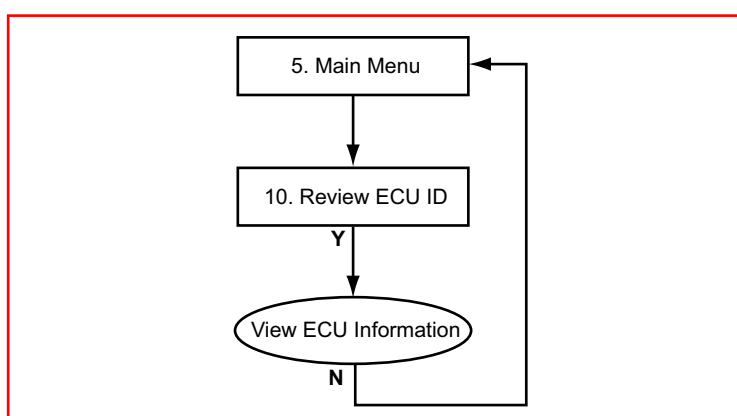 5. Main Menu
10. Review ECU ID
Y
View ECU Information
N